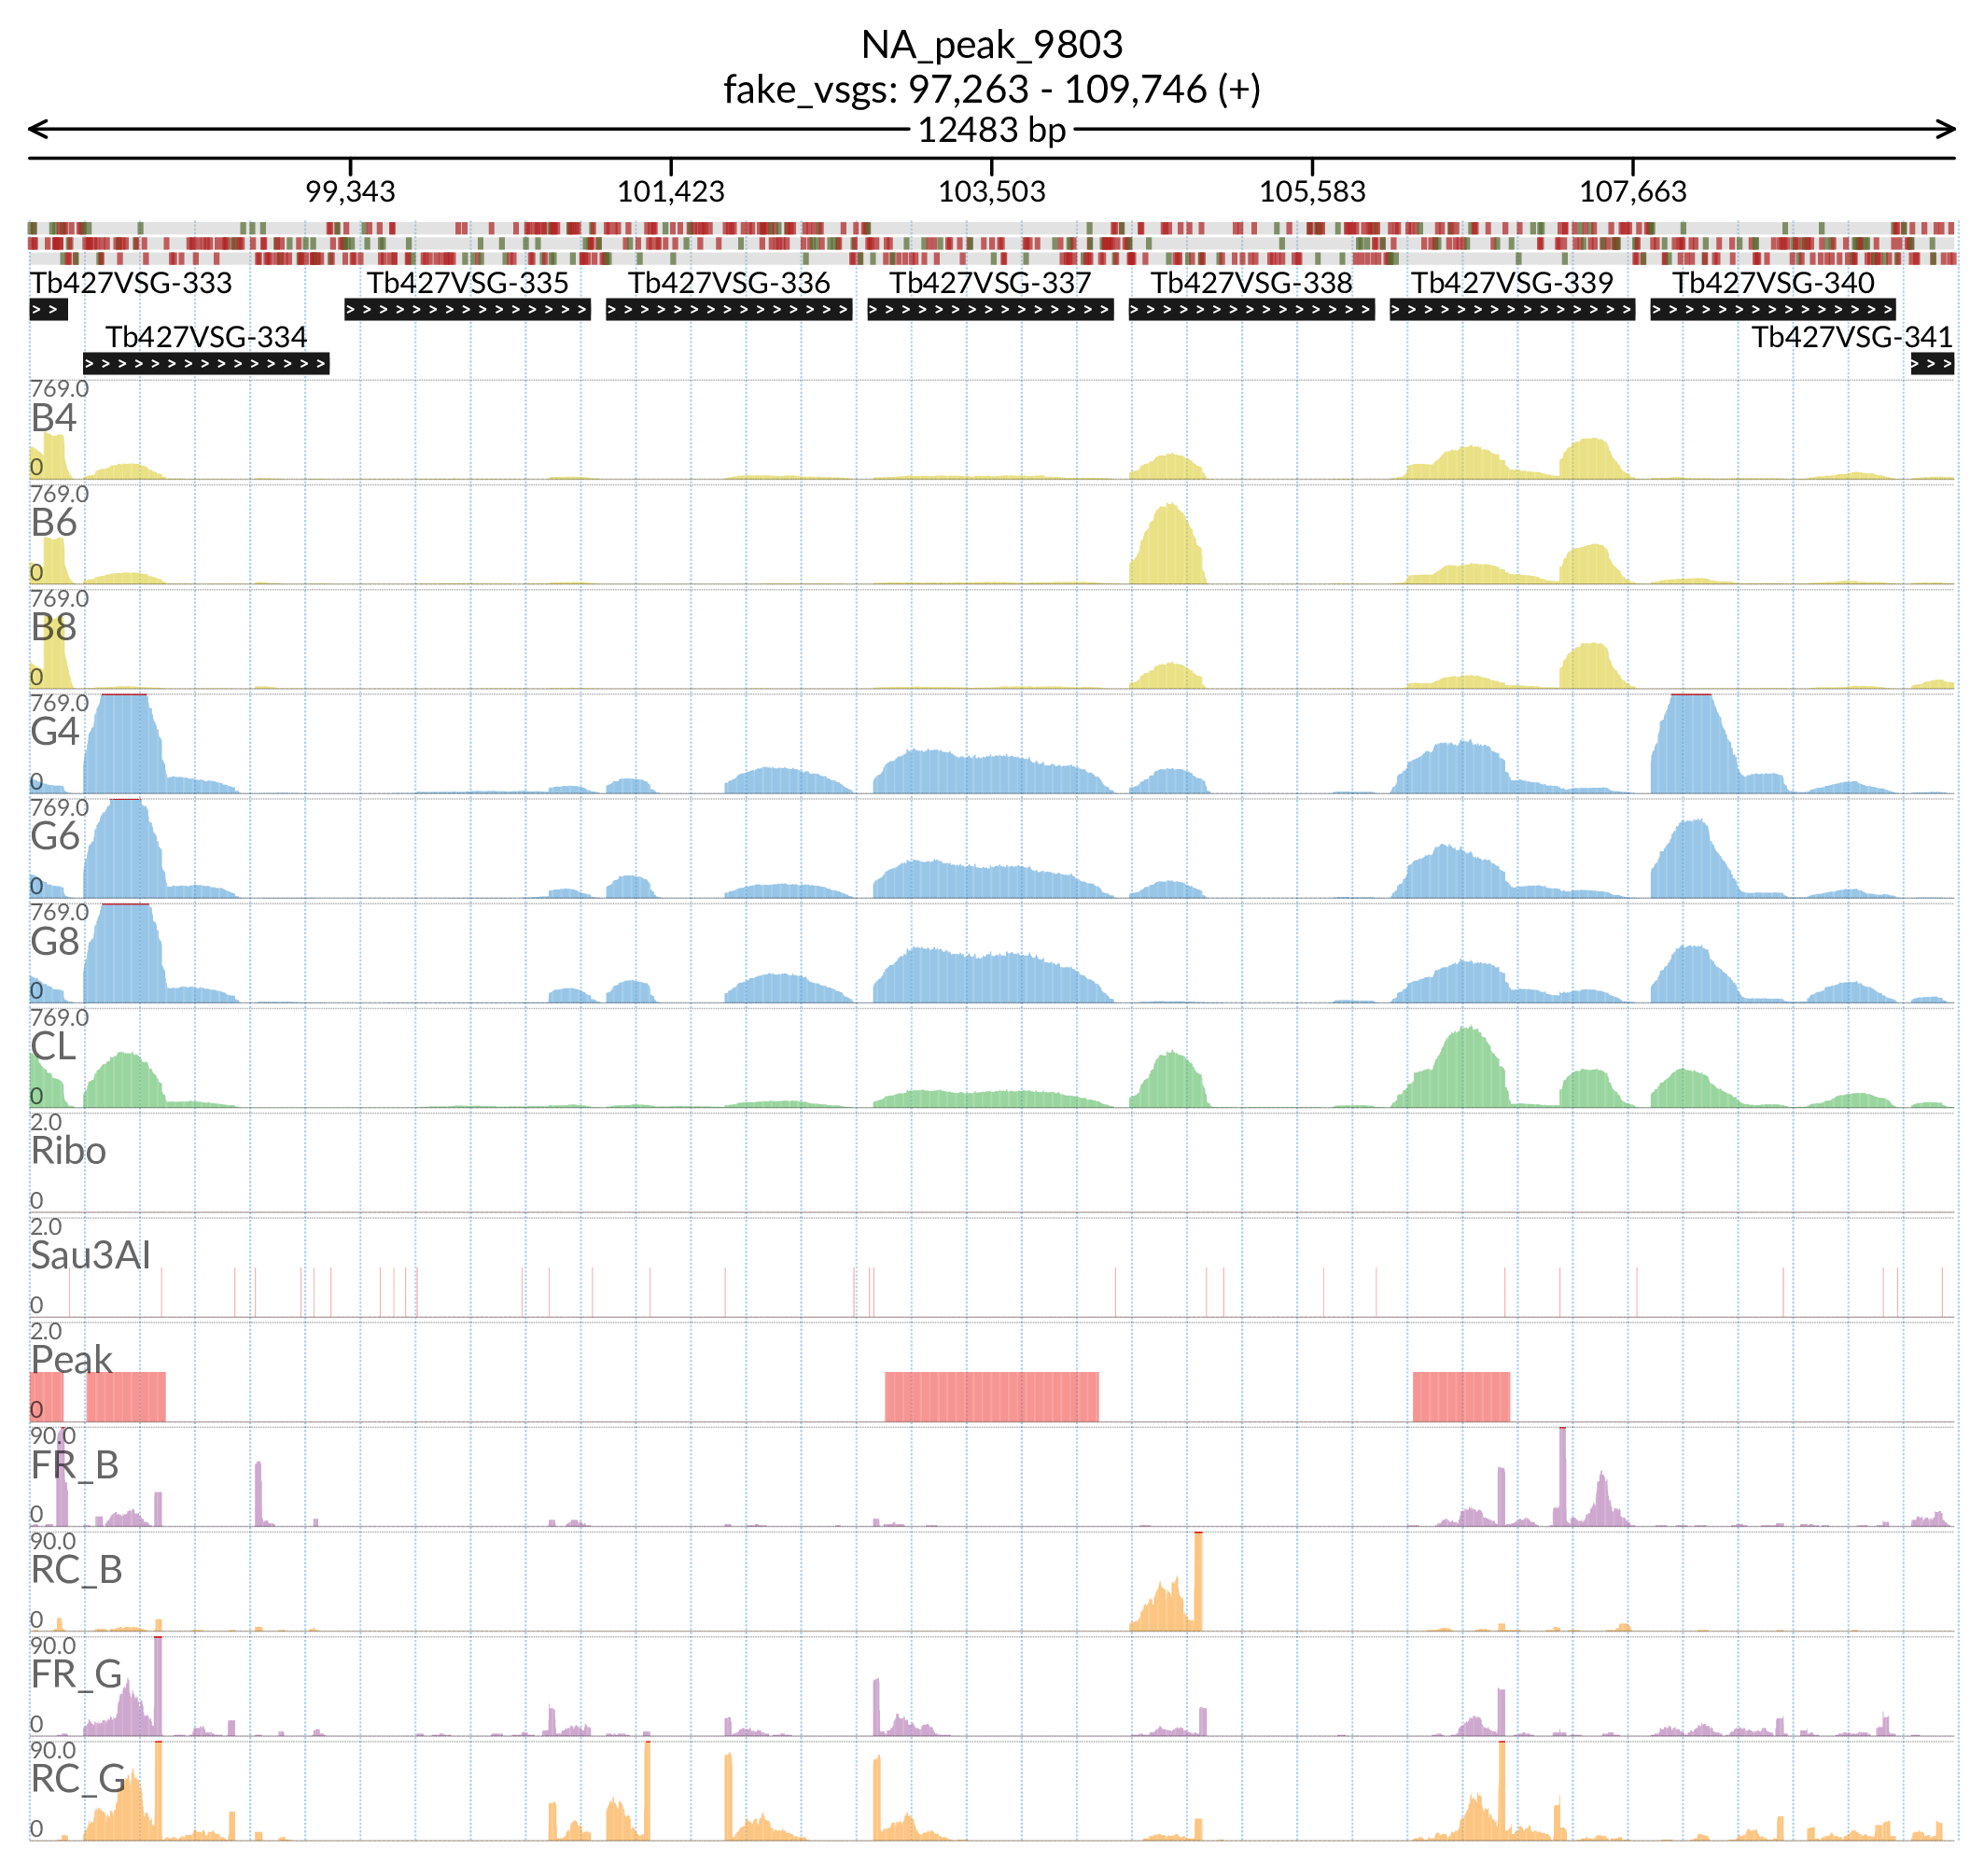 NA_peak_9803
fake_vsgs: 97,263 - 109,746 (+)
12483 bp
99,343 101,423 103,503 105,583 107,663
Tb427VSG-333 Tb427VSG-335 Tb427VSG-336 Tb427VSG-337 Tb427VSG-338 Tb427VSG-339 Tb427VSG-340
Tb427VSG-334 Tb427VSG-341
769.0
B4
0
769.0
B6
0
769.0
B8
0
769.0
G4
0
769.0
G6
0
769.0
G8
0
769.0
CL
0
2.0
Ribo
0
2.0
Sau3AI
0
2.0
Peak
0
90.0
FR_B
0
90.0
RC_B
0
90.0
FR_G
0
90.0
RC_G
0